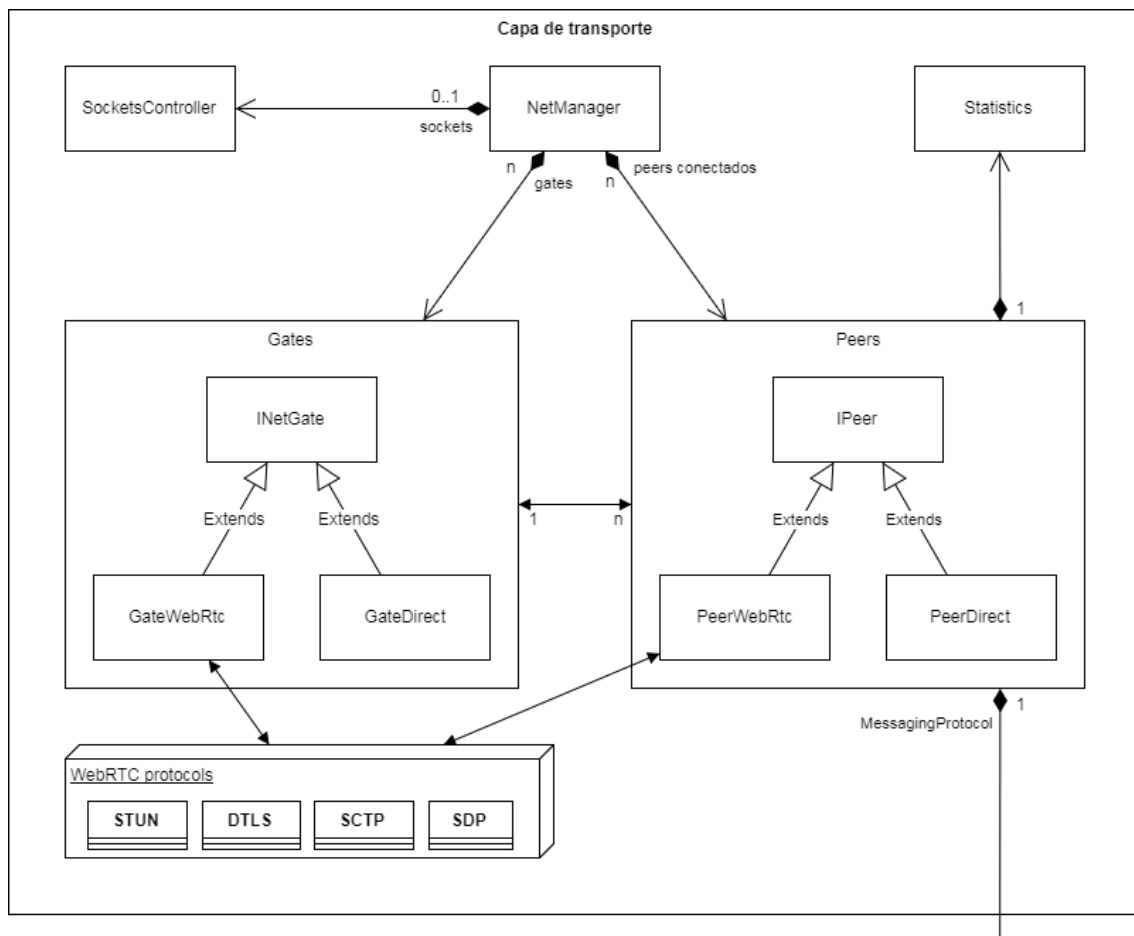 Capa de transporte
SocketsController
0..1
sockets
NetManager
Statistics
n
gates
n
peers conectados
1
Gates
Peers
INetGate
IPeer
Extends
Extends
Extends
Extends
1
n
GateWebRtc
GateDirect
PeerWebRtc
PeerDirect
MessagingProtocol
1
WebRTC protocols
STUN
DTLS
SCTP
SDP